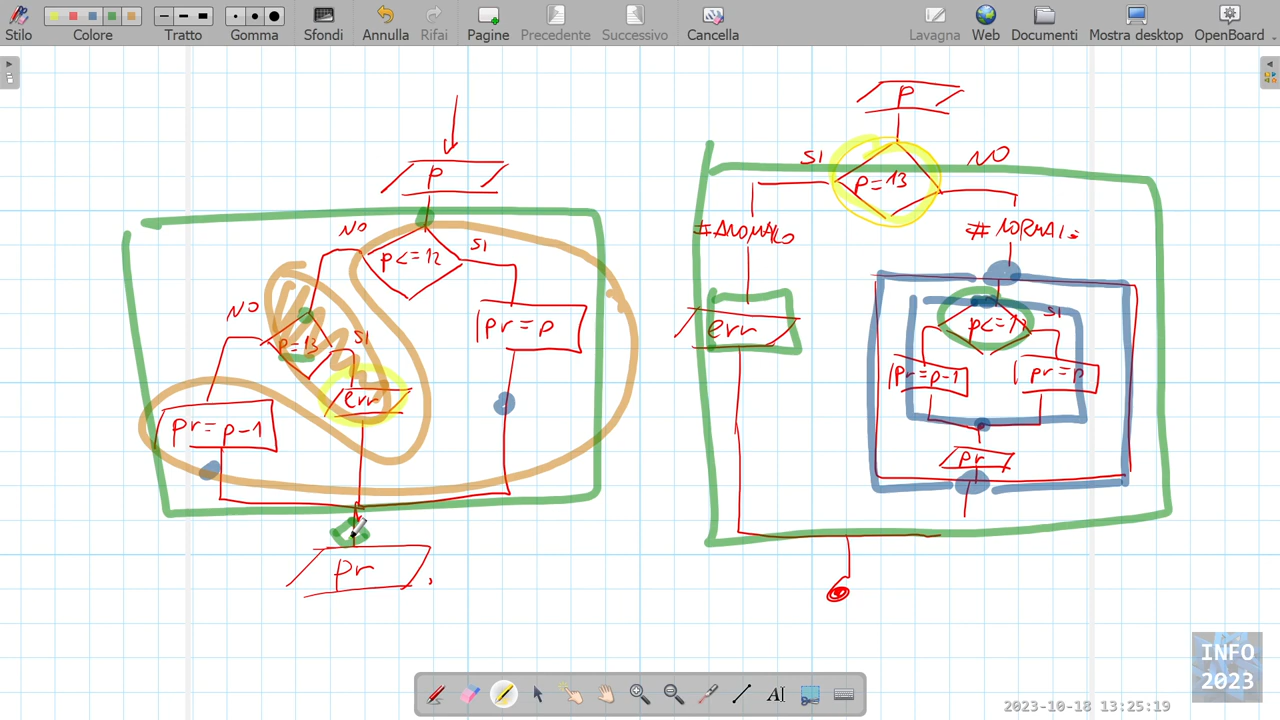 Stilo
Colore
Tratto
Gomma
Sfondi
Annulla
Rifai
Pagine
Precedente
Successivo
Cancella
Lavagna
Web
Documenti
Mostra desktop
OpenBoard
p
NO
p<=12
SI
NO
p=13
SI
pr=p
err
pr=p-1
pr
p
SI
p=13
NO
#ANOMALO
#NORMALE
err
p<=12
SI
pr=p-1
pr=p
pr
AI
INFO
2023
2023-10-18 13:25:19